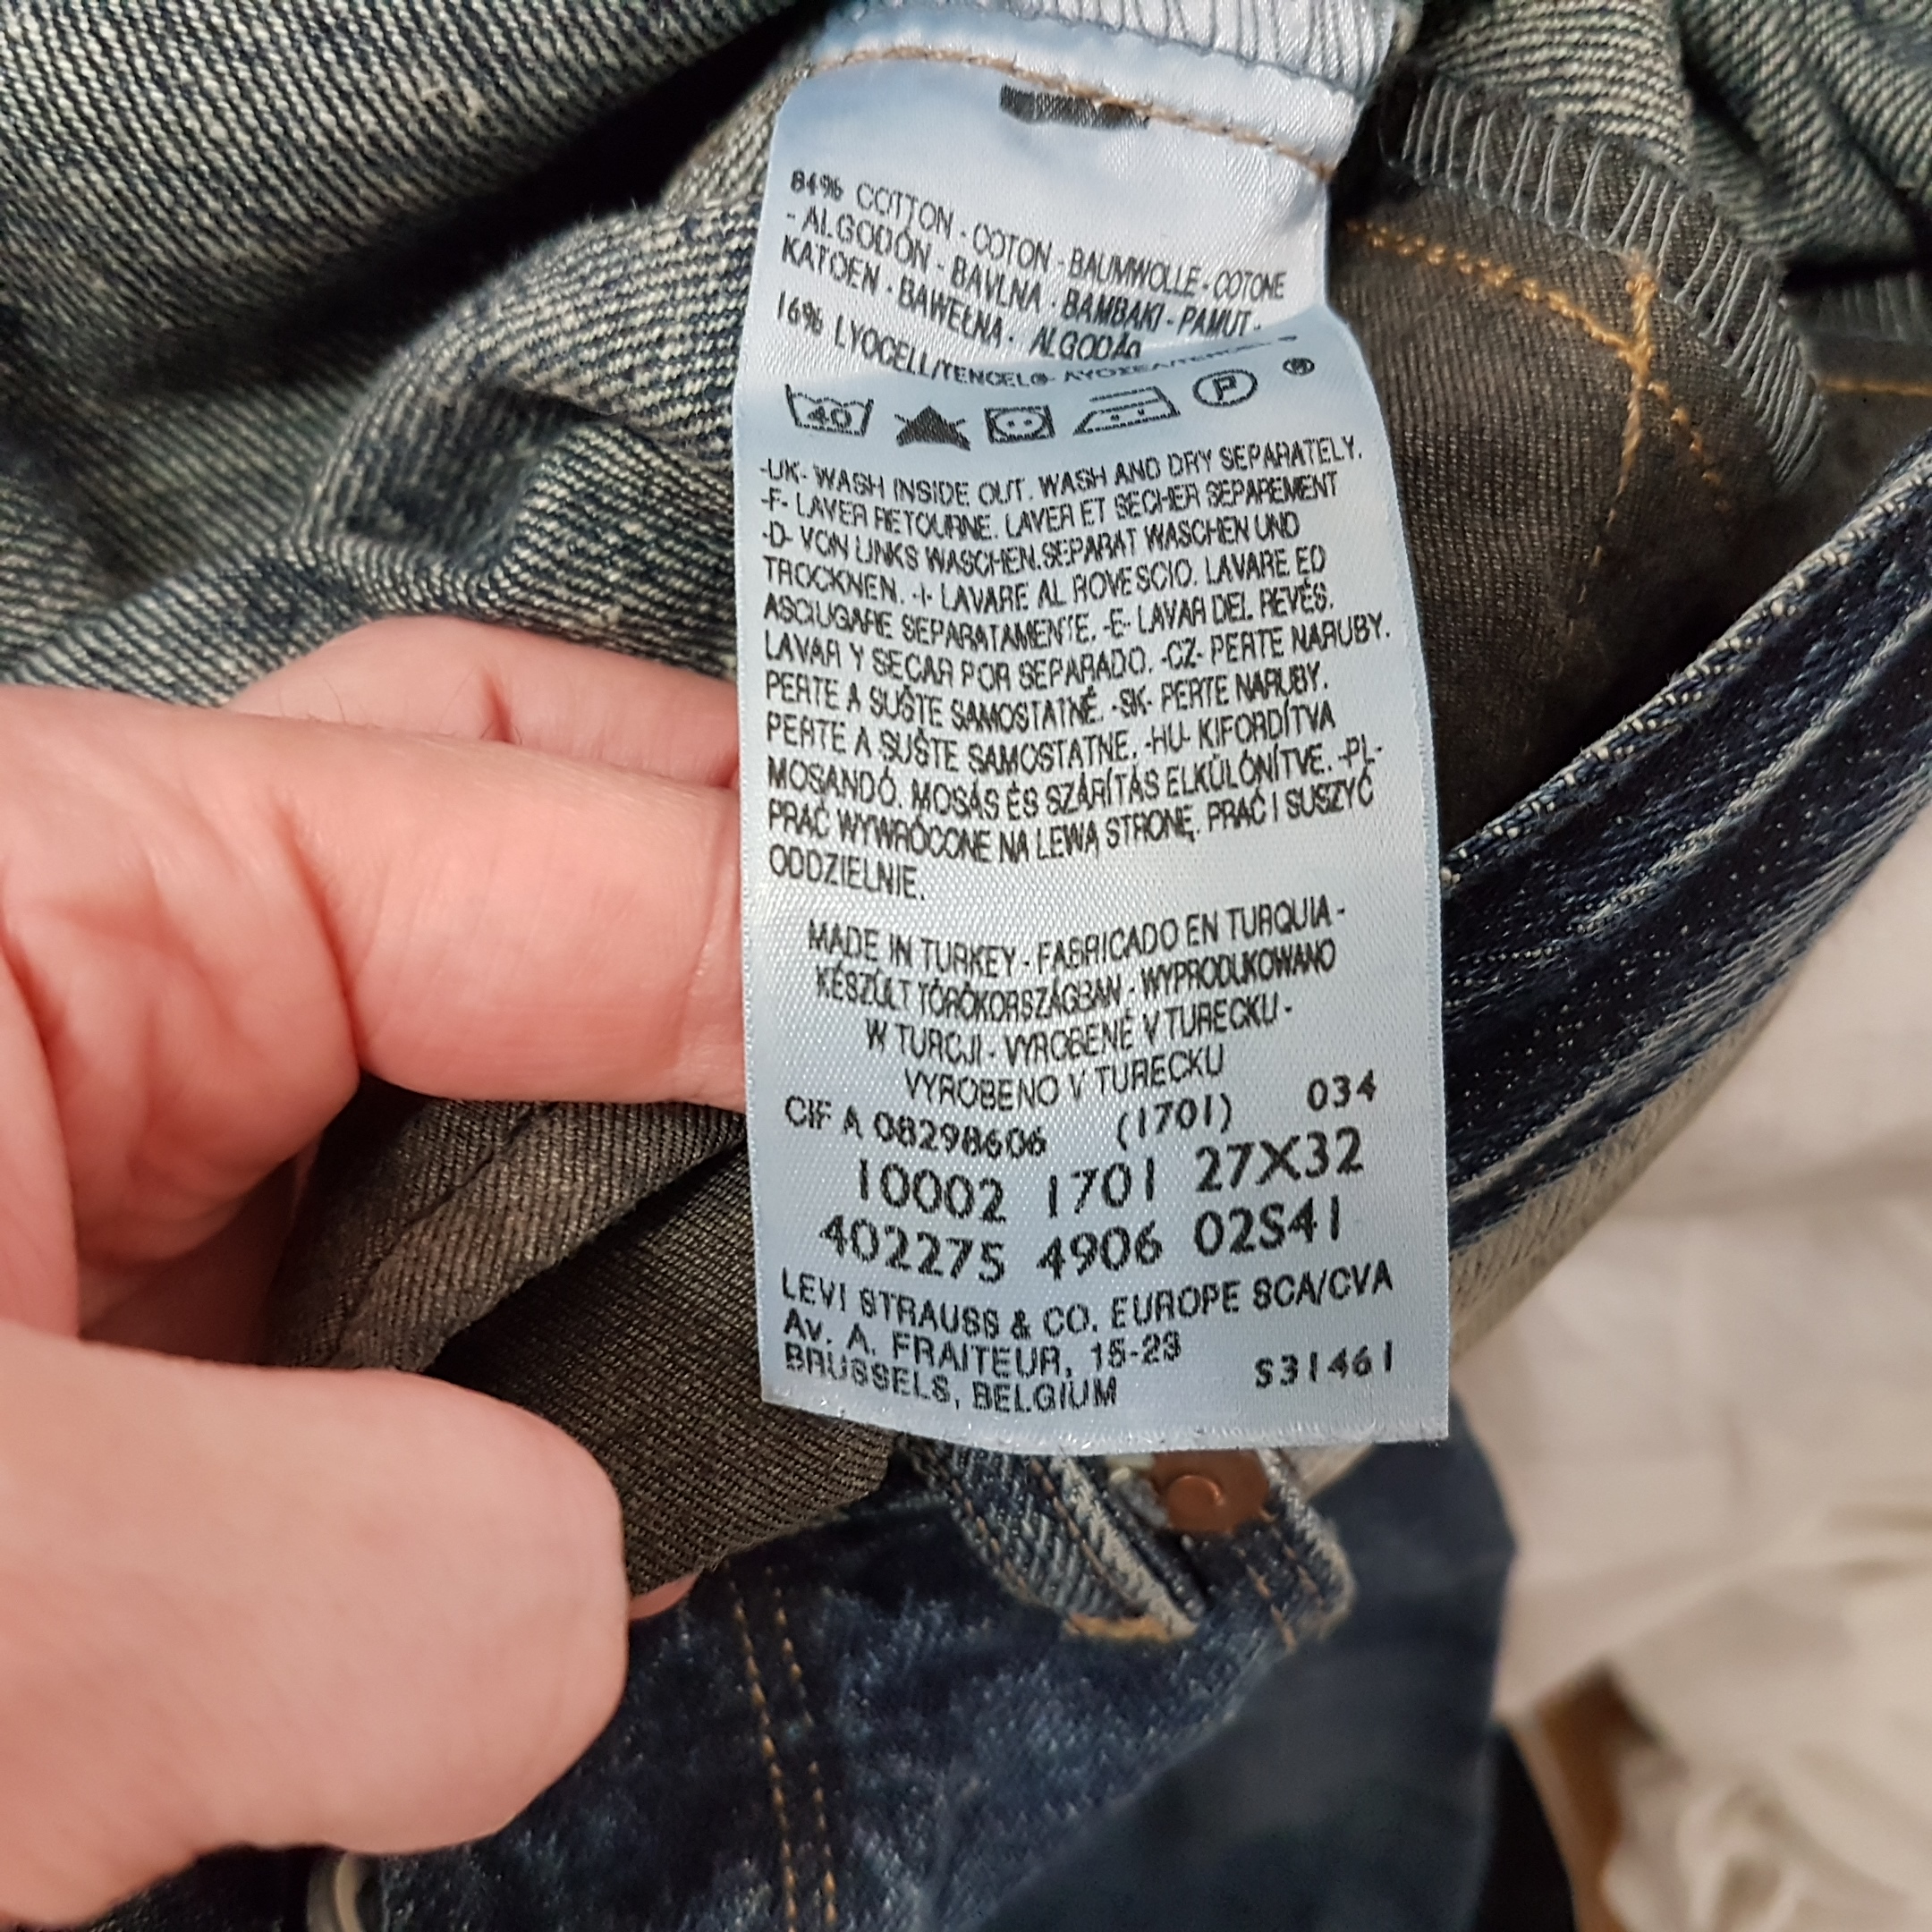 84% COTTON - COTON - BAUMWOLLE - COTONE
- ALGODÓN - BAVLNA - BAMBAKI - PAMUT -
KATOEN - BAWEŁNA - ALGODÃO
16% LYOCELL/TENCEL®- ΛΥΟΣΕΛ/TENCEL ®
40 P ®
-UK- WASH INSIDE OUT. WASH AND DRY SEPARATELY.
-F- LAVER RETOURNE. LAVER ET SECHER SEPAREMENT
-D- VON LINKS WASCHEN.SEPARAT WASCHEN UND
TROCKNEN. -I- LAVARE AL ROVESCIO. LAVARE ED
ASCIUGARE SEPARATAMENTE. -E- LAVAR DEL REVÉS.
LAVAR Y SECAR POR SEPARADO. -CZ- PERTE NARUBY.
PERTE A SUŠTE SAMOSTATNÉ. -SK- PERTE NARUBY.
PERTE A SUŠTE SAMOSTATNE. -HU- KIFORDÍTVA
MOSANDÓ. MOSÁS ÉS SZÁRÍTÁS ELKÜLÓNÍTVE. -PL-
PRAĆ WYWRÓCONE NA LEWĄ STRONĘ. PRAĆ I SUSZYĆ
ODDZIELNIE.
MADE IN TURKEY - FABRICADO EN TURQUIA -
KÉSZÜLT TÖRÖKORSZÁGBAN - WYPRODUKOWANO
W TURCJI - VYROBENÉ V TURECKU -
VYROBENO V TURECKU
CIF A 08298606 (1701) 034
10002 1701 27X32
402275 4906 02S41
LEVI STRAUSS & CO. EUROPE SCA/CVA
Av. A. FRAITEUR, 15-23
BRUSSELS, BELGIUM S31461